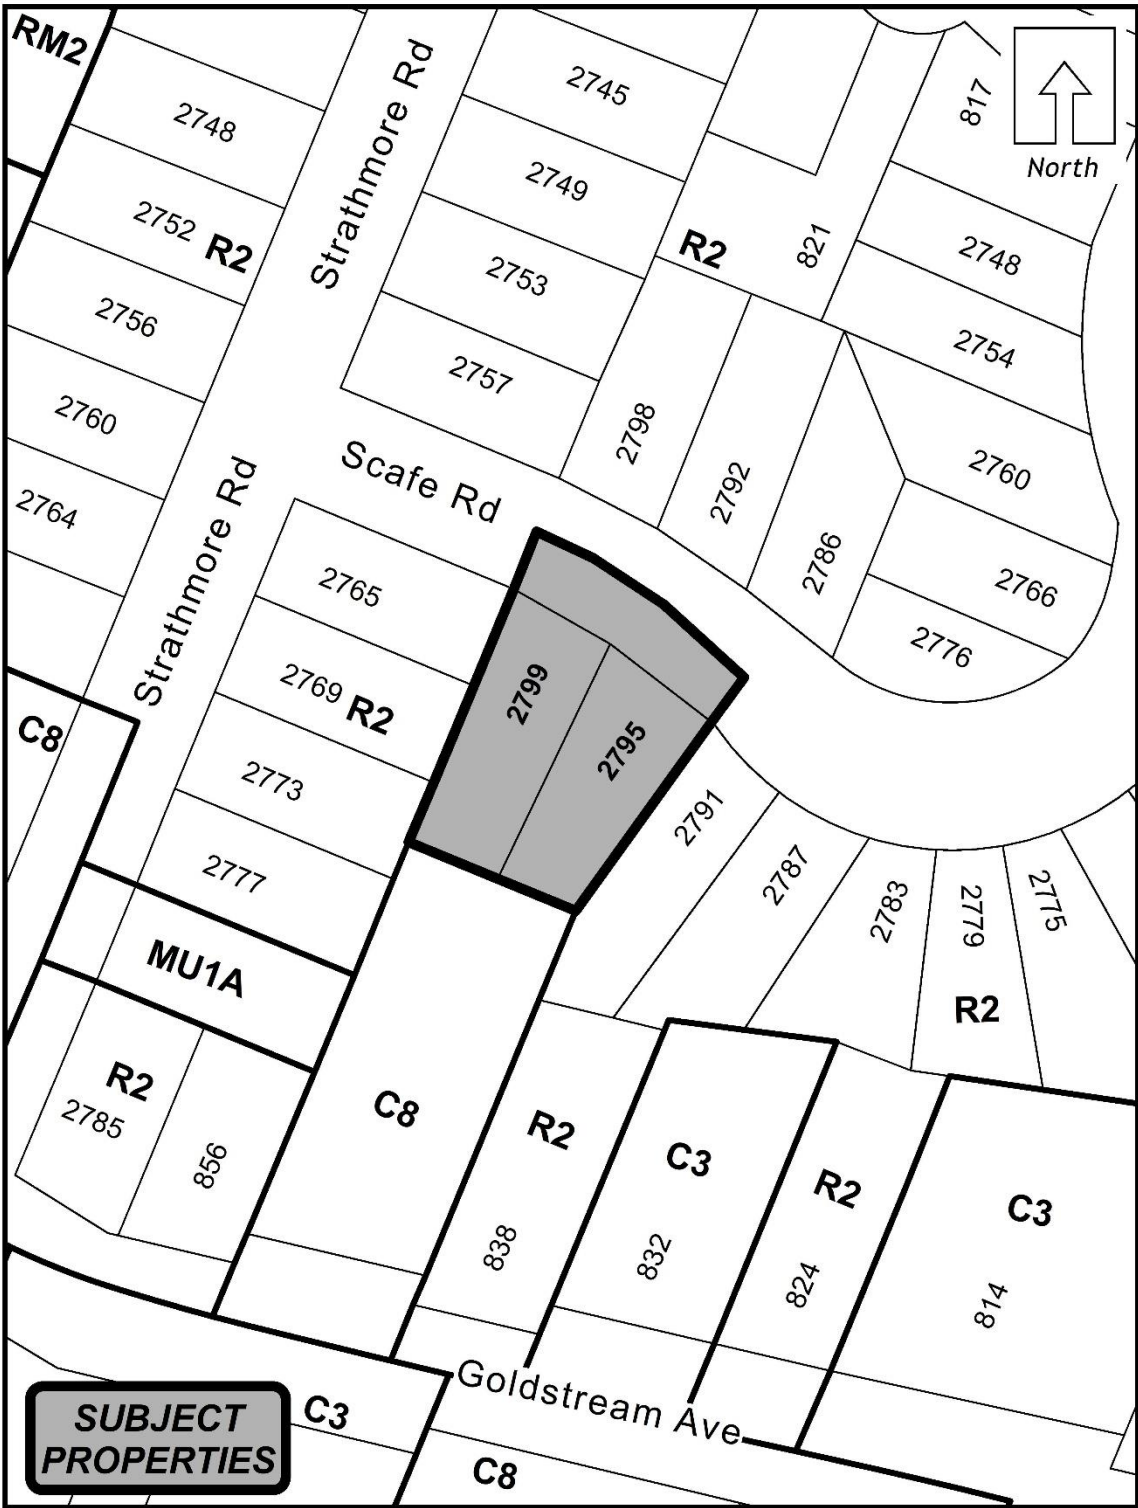 RM2
2745
817
North
2748
Strathmore Rd
2749
2752
R2
R2
821
2748
2753
2756
2754
2757
2760
2798
Scafe Rd
2760
2764
2792
Strathmore Rd
2786
2765
2766
2776
2769
R2
2799
C8
2795
2773
2791
2777
2787
2783
2779
2775
MU1A
R2
R2
2785
C8
R2
856
C3
R2
C3
838
832
824
814
Goldstream Ave
C3
C8
SUBJECT
PROPERTIES